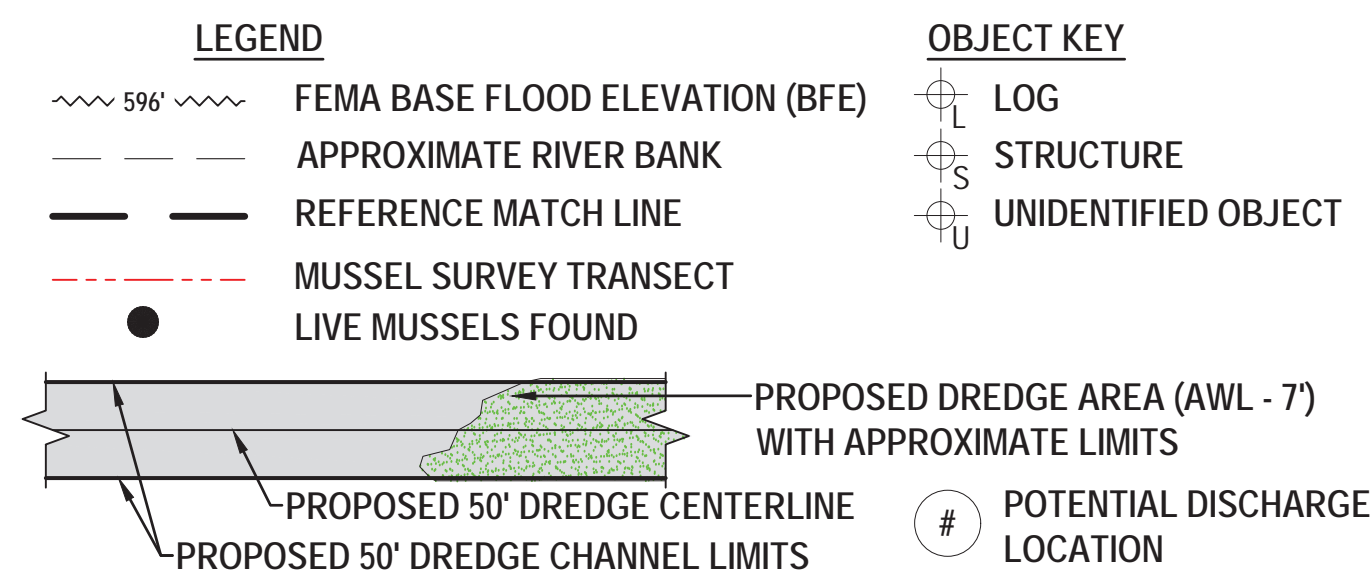 LEGEND
596' FEMA BASE FLOOD ELEVATION (BFE)
APPROXIMATE RIVER BANK
REFERENCE MATCH LINE
MUSSEL SURVEY TRANSECT
LIVE MUSSELS FOUND
OBJECT KEY
L LOG
S STRUCTURE
U UNIDENTIFIED OBJECT
PROPOSED DREDGE AREA (AWL - 7')
WITH APPROXIMATE LIMITS
PROPOSED 50' DREDGE CENTERLINE
PROPOSED 50' DREDGE CHANNEL LIMITS
# POTENTIAL DISCHARGE
LOCATION